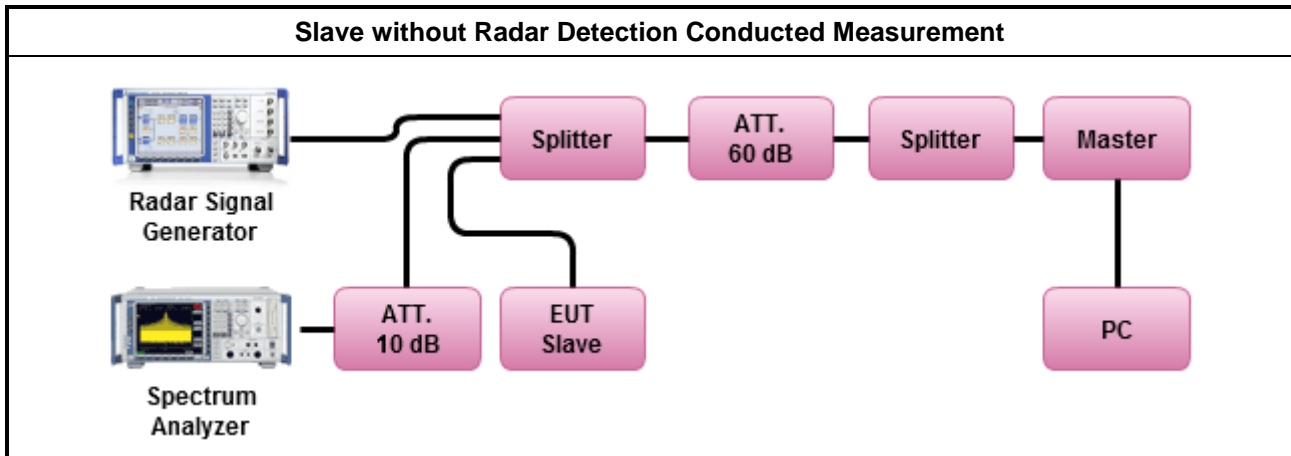 Slave without Radar Detection Conducted Measurement
Radar Signal
Generator
Splitter
ATT.
60 dB
Splitter
Master
Spectrum
Analyzer
ATT.
10 dB
EUT
Slave
PC